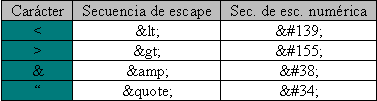 Carácter Secuencia de escape Sec. de esc. numérica
< &lt; &#139;
> &gt; &#155;
& &amp; &#38;
“ &quote; &#34;